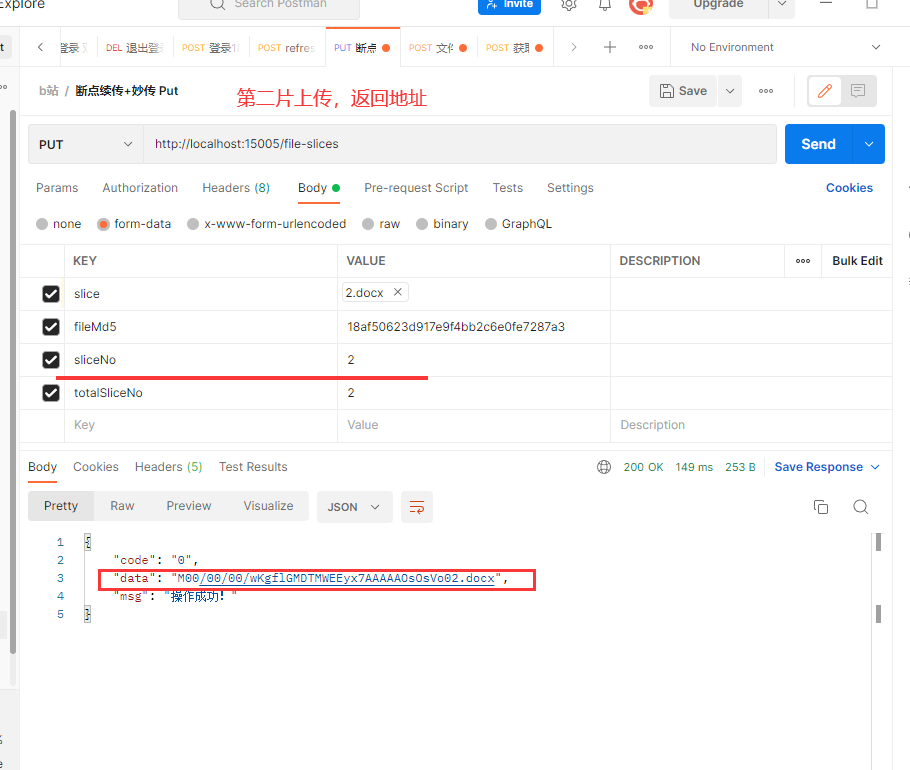 Explore
Search Postman
Invite
Upgrade
登录
DEL 退出登
POST 登录1
POST refres
PUT 断点
POST 文件
POST 获取
No Environment
b站 / 断点续传+妙传 Put
第二片上传，返回地址
Save
PUT
http://localhost:15005/file-slices
Send
Params
Authorization
Headers (8)
Body
Pre-request Script
Tests
Settings
Cookies
none
form-data
x-www-form-urlencoded
raw
binary
GraphQL
KEY
VALUE
DESCRIPTION
Bulk Edit
slice
2.docx
fileMd5
18af50623d917e9f4bb2c6e0fe7287a3
sliceNo
2
totalSliceNo
2
Key
Value
Description
Body
Cookies
Headers (5)
Test Results
200 OK
149 ms
253 B
Save Response
Pretty
Raw
Preview
Visualize
JSON
1 {
2 "code": "0",
3 "data": "M00/00/00/wKgflGMDTMWEEyx7AAAAAOsOsVo02.docx",
4 "msg": "操作成功！"
5 }